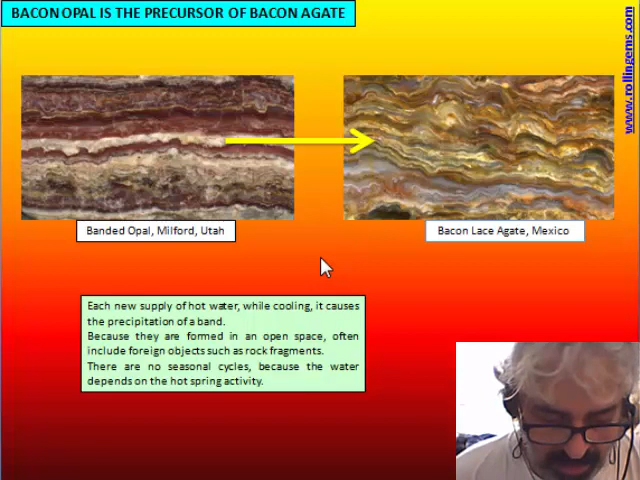 BACON OPAL IS THE PRECURSOR OF BACON AGATE
www.rollingems.com
Banded Opal, Milford, Utah
Bacon Lace Agate, Mexico
Each new supply of hot water, while cooling, it causes
the precipitation of a band.
Because they are formed in an open space, often
include foreign objects such as rock fragments.
There are no seasonal cycles, because the water
depends on the hot spring activity.